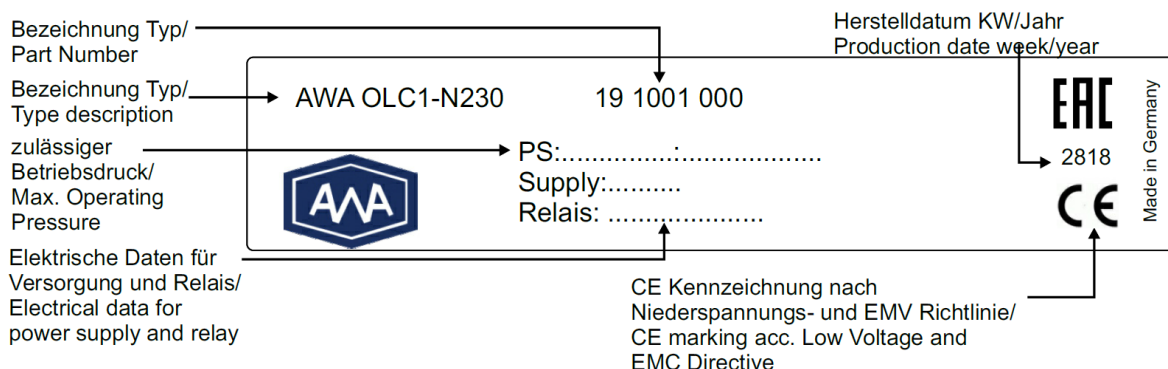 Bezeichnung Typ/
Part Number
Herstelldatum KW/Jahr
Production date week/year
Bezeichnung Typ/
Type description
AWA OLC1-N230
19 1001 000
EAC
zulässiger
Betriebsdruck/
Max. Operating
Pressure
PS:...............:...................
Supply:..........
Relais: .....................
2818
CE
Made in Germany
AWA
Elektrische Daten für
Versorgung und Relais/
Electrical data for
power supply and relay
CE Kennzeichnung nach
Niederspannungs- und EMV Richtlinie/
CE marking acc. Low Voltage and
EMC Directive